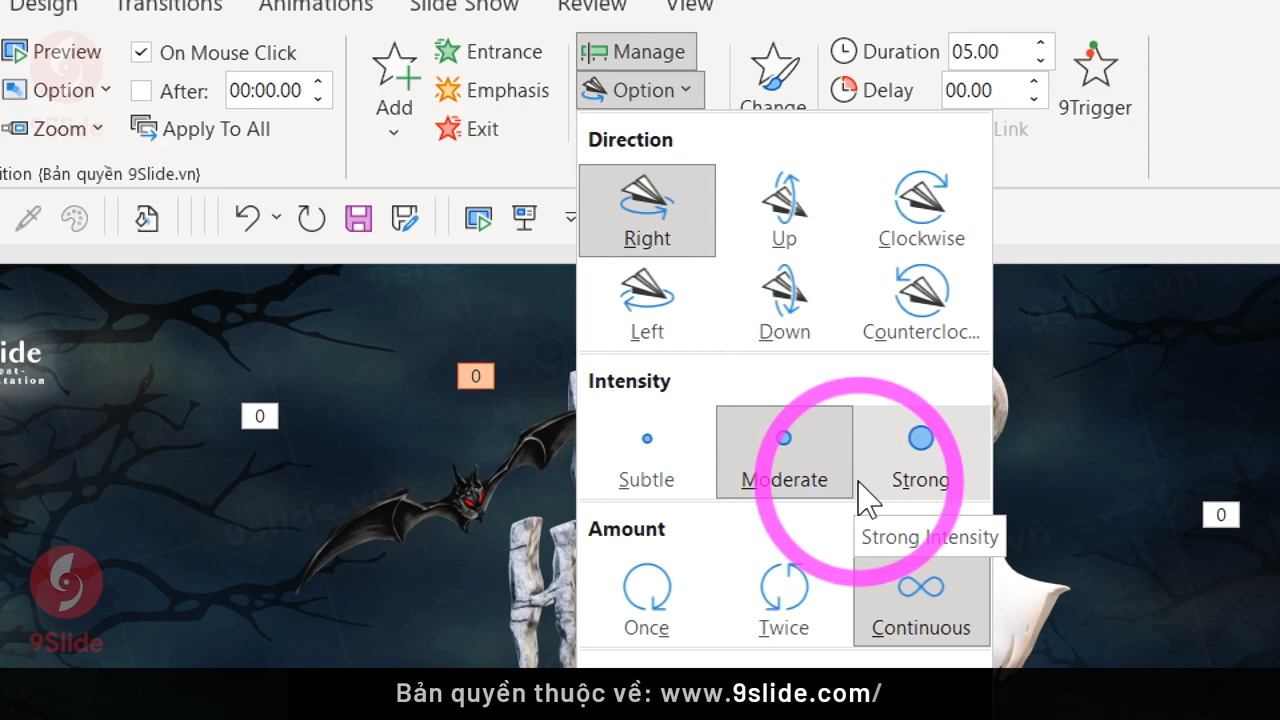 Design Transitions Animations Slide Show Review View
Preview On Mouse Click Entrance Manage Duration 05.00
Option After: 00:00.00 Add Emphasis Option Change Delay 00.00 9Trigger
Zoom Apply To All Exit Link
ition {Bản quyền 9Slide.vn}
Direction
Right Up Clockwise
Left Down Countercloc...
lide
eat-
tation
0
0
0
Intensity
Subtle Moderate Strong
Strong Intensity
Amount
Once Twice Continuous
9Slide
Bản quyền thuộc về: www.9slide.com/